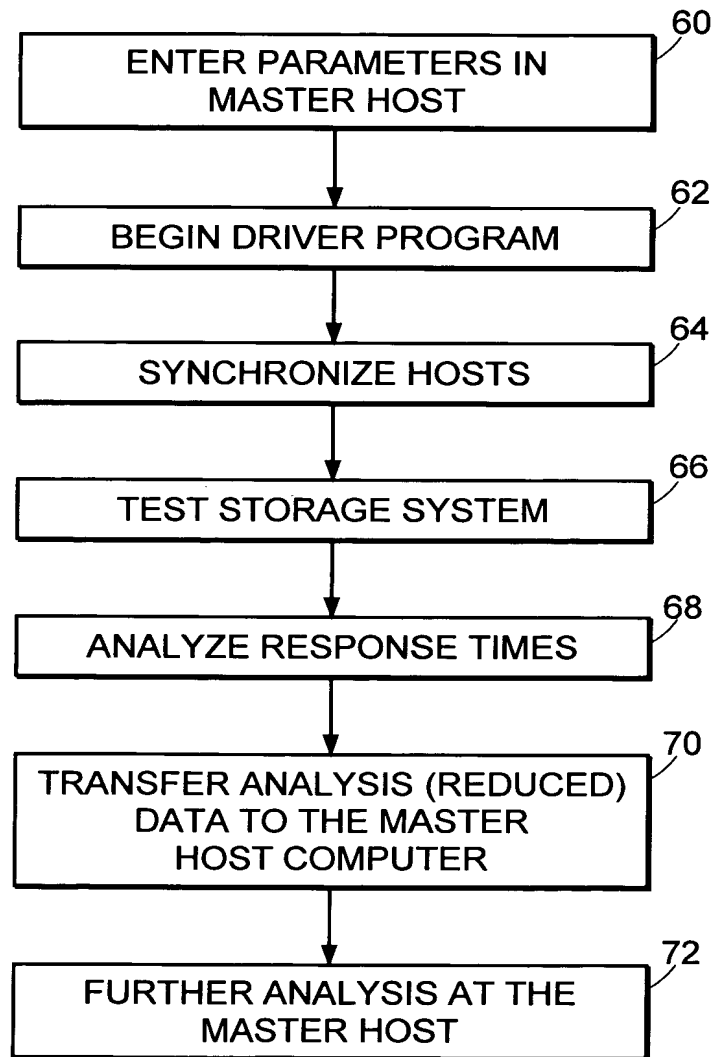 60
ENTER PARAMETERS IN
MASTER HOST
62
BEGIN DRIVER PROGRAM
64
SYNCHRONIZE HOSTS
66
TEST STORAGE SYSTEM
68
ANALYZE RESPONSE TIMES
70
TRANSFER ANALYSIS (REDUCED)
DATA TO THE MASTER
HOST COMPUTER
72
FURTHER ANALYSIS AT THE
MASTER HOST